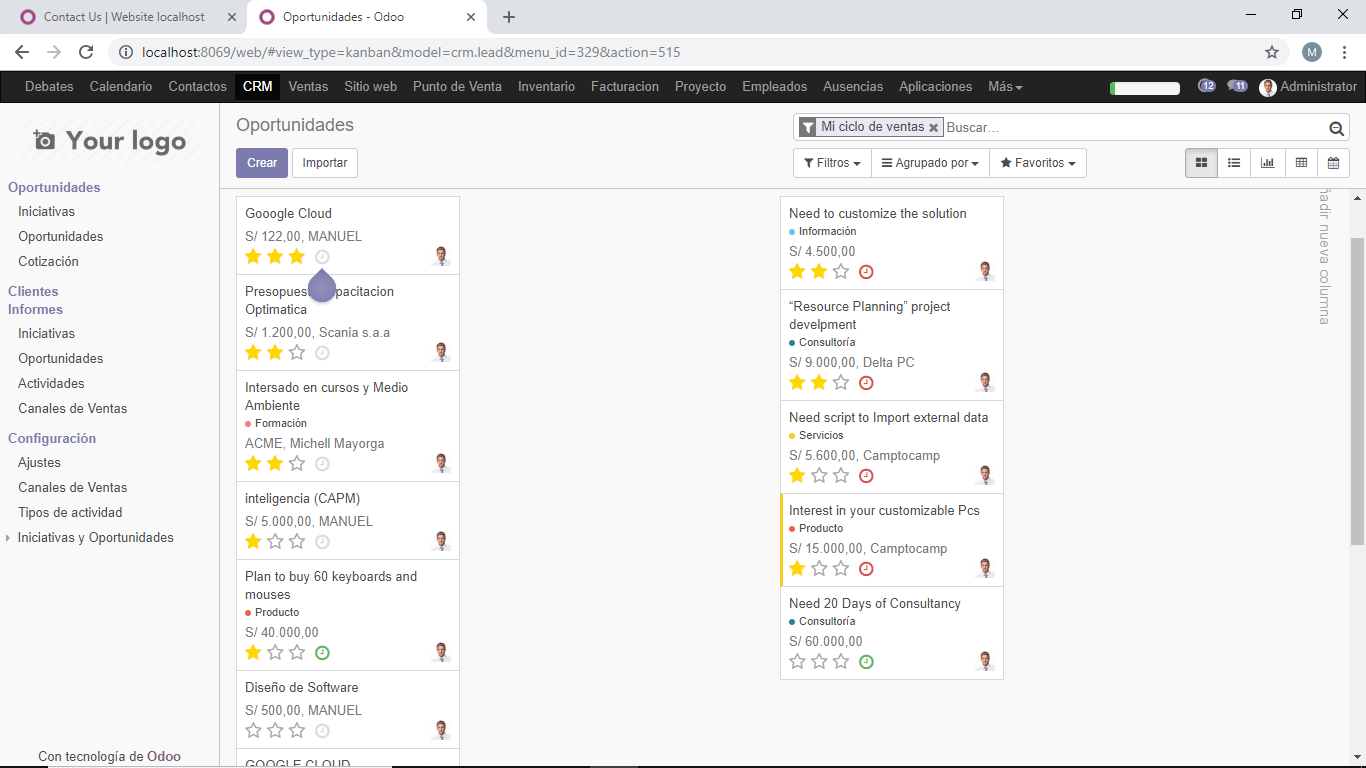 Contact Us | Website localhost
Oportunidades - Odoo
localhost:8069/web/#view_type=kanban&model=crm.lead&menu_id=329&action=515
M
Debates Calendario Contactos CRM Ventas Sitio web Punto de Venta Inventario Facturacion Proyecto Empleados Ausencias Aplicaciones Más 12 11 Administrator
Your logo
Oportunidades
Iniciativas
Oportunidades
Cotización
Clientes
Informes
Iniciativas
Oportunidades
Actividades
Canales de Ventas
Configuración
Ajustes
Canales de Ventas
Tipos de actividad
Iniciativas y Oportunidades
Con tecnología de Odoo
Oportunidades
Mi ciclo de ventas Buscar...
Crear Importar
Filtros Agrupado por Favoritos
Gooogle Cloud
S/ 122,00, MANUEL
Optimatica
S/ 1.200,00, Scania s.a.a
Intersado en cursos y Medio
Ambiente
Formación
ACME, Michell Mayorga
inteligencia (CAPM)
S/ 5.000,00, MANUEL
Plan to buy 60 keyboards and
mouses
Producto
S/ 40.000,00
Diseño de Software
S/ 500,00, MANUEL
GOOGLE CLOUD
Need to customize the solution
Información
S/ 4.500,00
“Resource Planning” project
develpment
Consultoría
S/ 9.000,00, Delta PC
Need script to Import external data
Servicios
S/ 5.600,00, Camptocamp
Interest in your customizable Pcs
Producto
S/ 15.000,00, Camptocamp
Need 20 Days of Consultancy
Consultoría
S/ 60.000,00
nueva columna